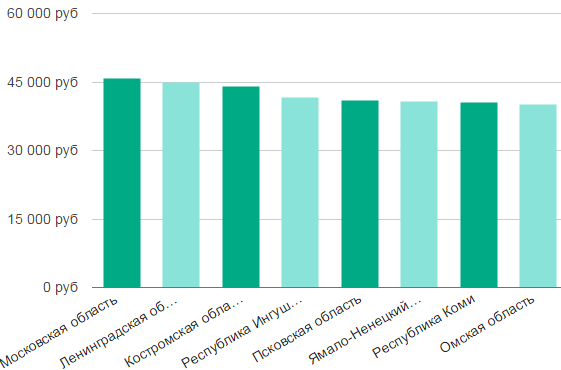 60 000 руб
45 000 руб
30 000 руб
15 000 руб
0 руб
Московская область
Ленинградская об...
Костромская обла...
Республика Ингуш...
Псковская область
Ямало-Ненецкий...
Республика Коми
Омская область